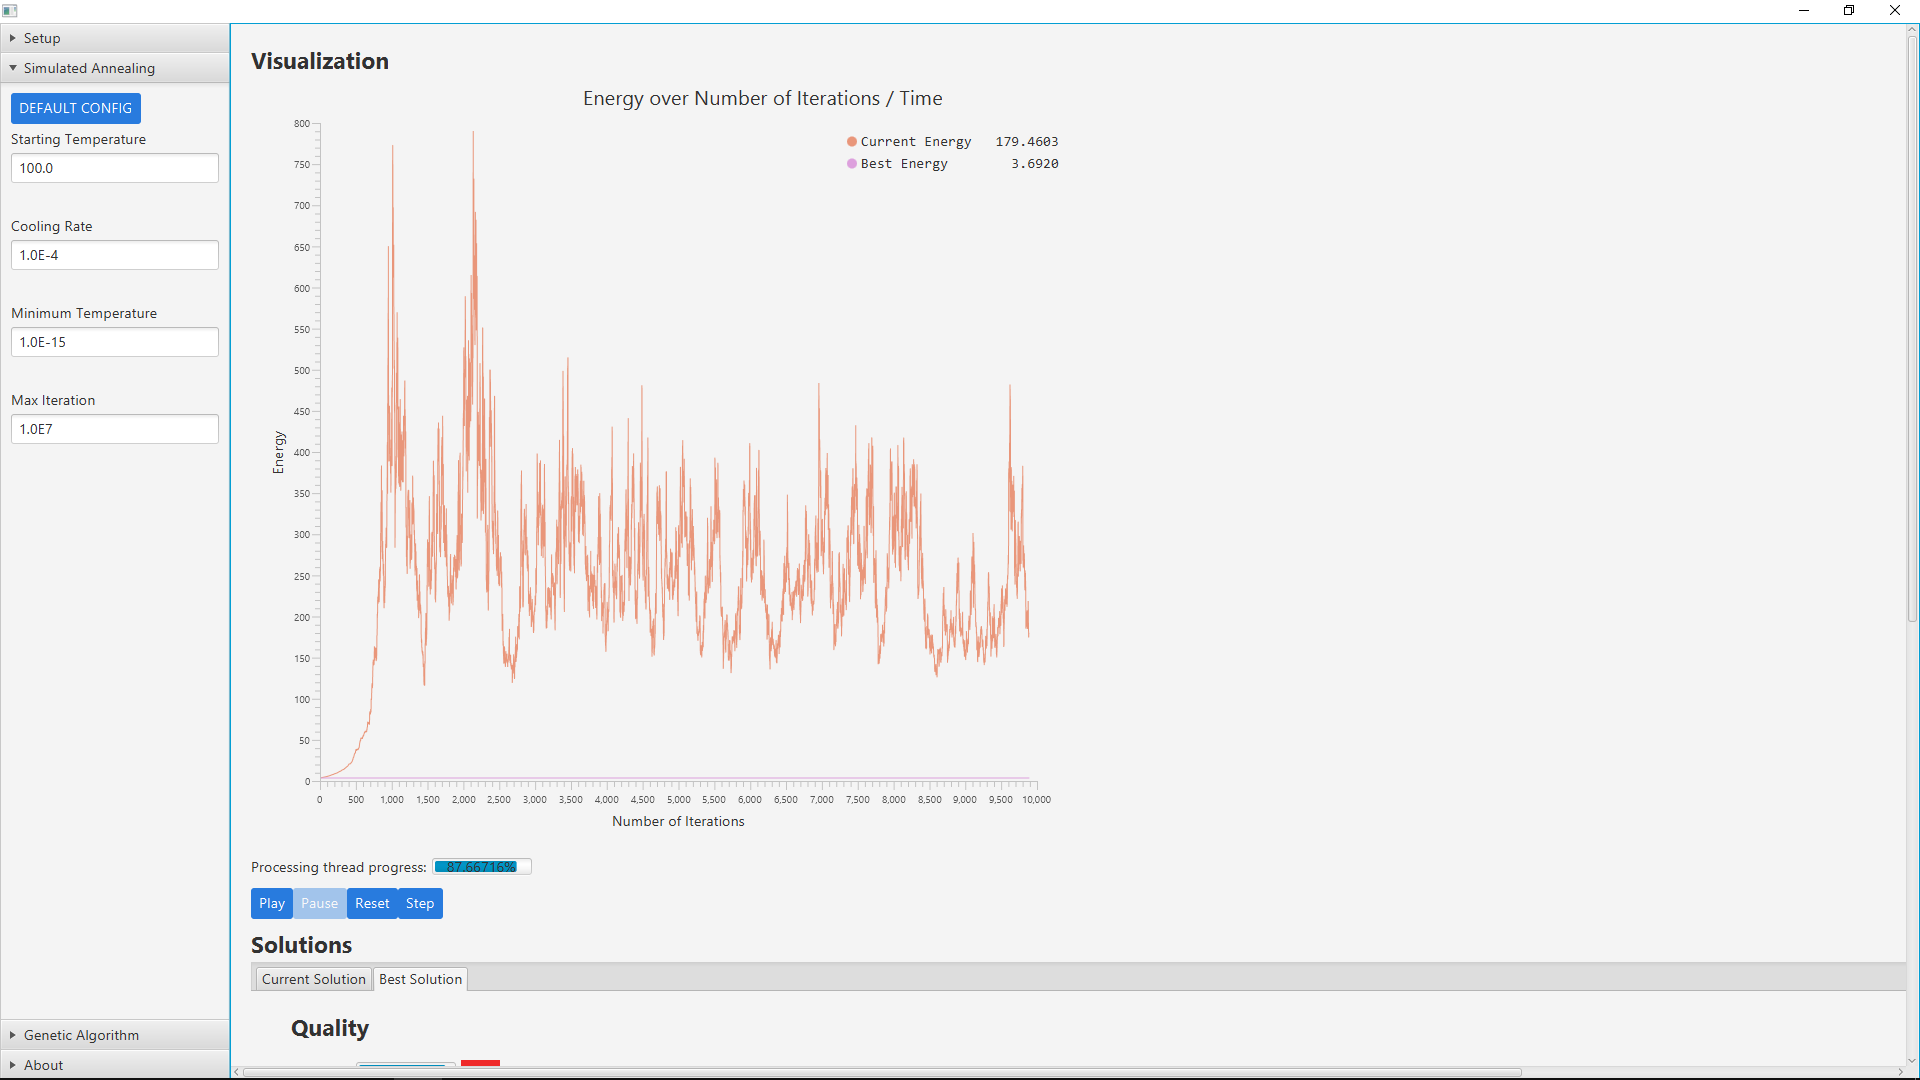 Setup
Simulated Annealing
DEFAULT CONFIG
Starting Temperature
100.0
Cooling Rate
1.0E-4
Minimum Temperature
1.0E-15
Max Iteration
1.0E7
Genetic Algorithm
About
Visualization
Energy over Number of Iterations / Time
Current Energy 179.4603
Best Energy 3.6920
800
750
700
650
600
550
500
450
400
350
300
250
200
150
100
50
0
Energy
0 500 1,000 1,500 2,000 2,500 3,000 3,500 4,000 4,500 5,000 5,500 6,000 6,500 7,000 7,500 8,000 8,500 9,000 9,500 10,000
Number of Iterations
Processing thread progress: 87.66716%
Play Pause Reset Step
Solutions
Current Solution Best Solution
Quality